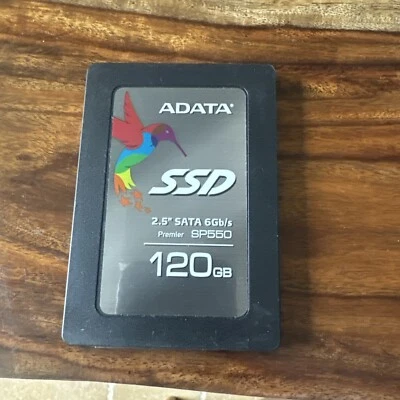 ADATA®
SSD
2.5" SATA 6Gb/s
Premier SP550
120GB